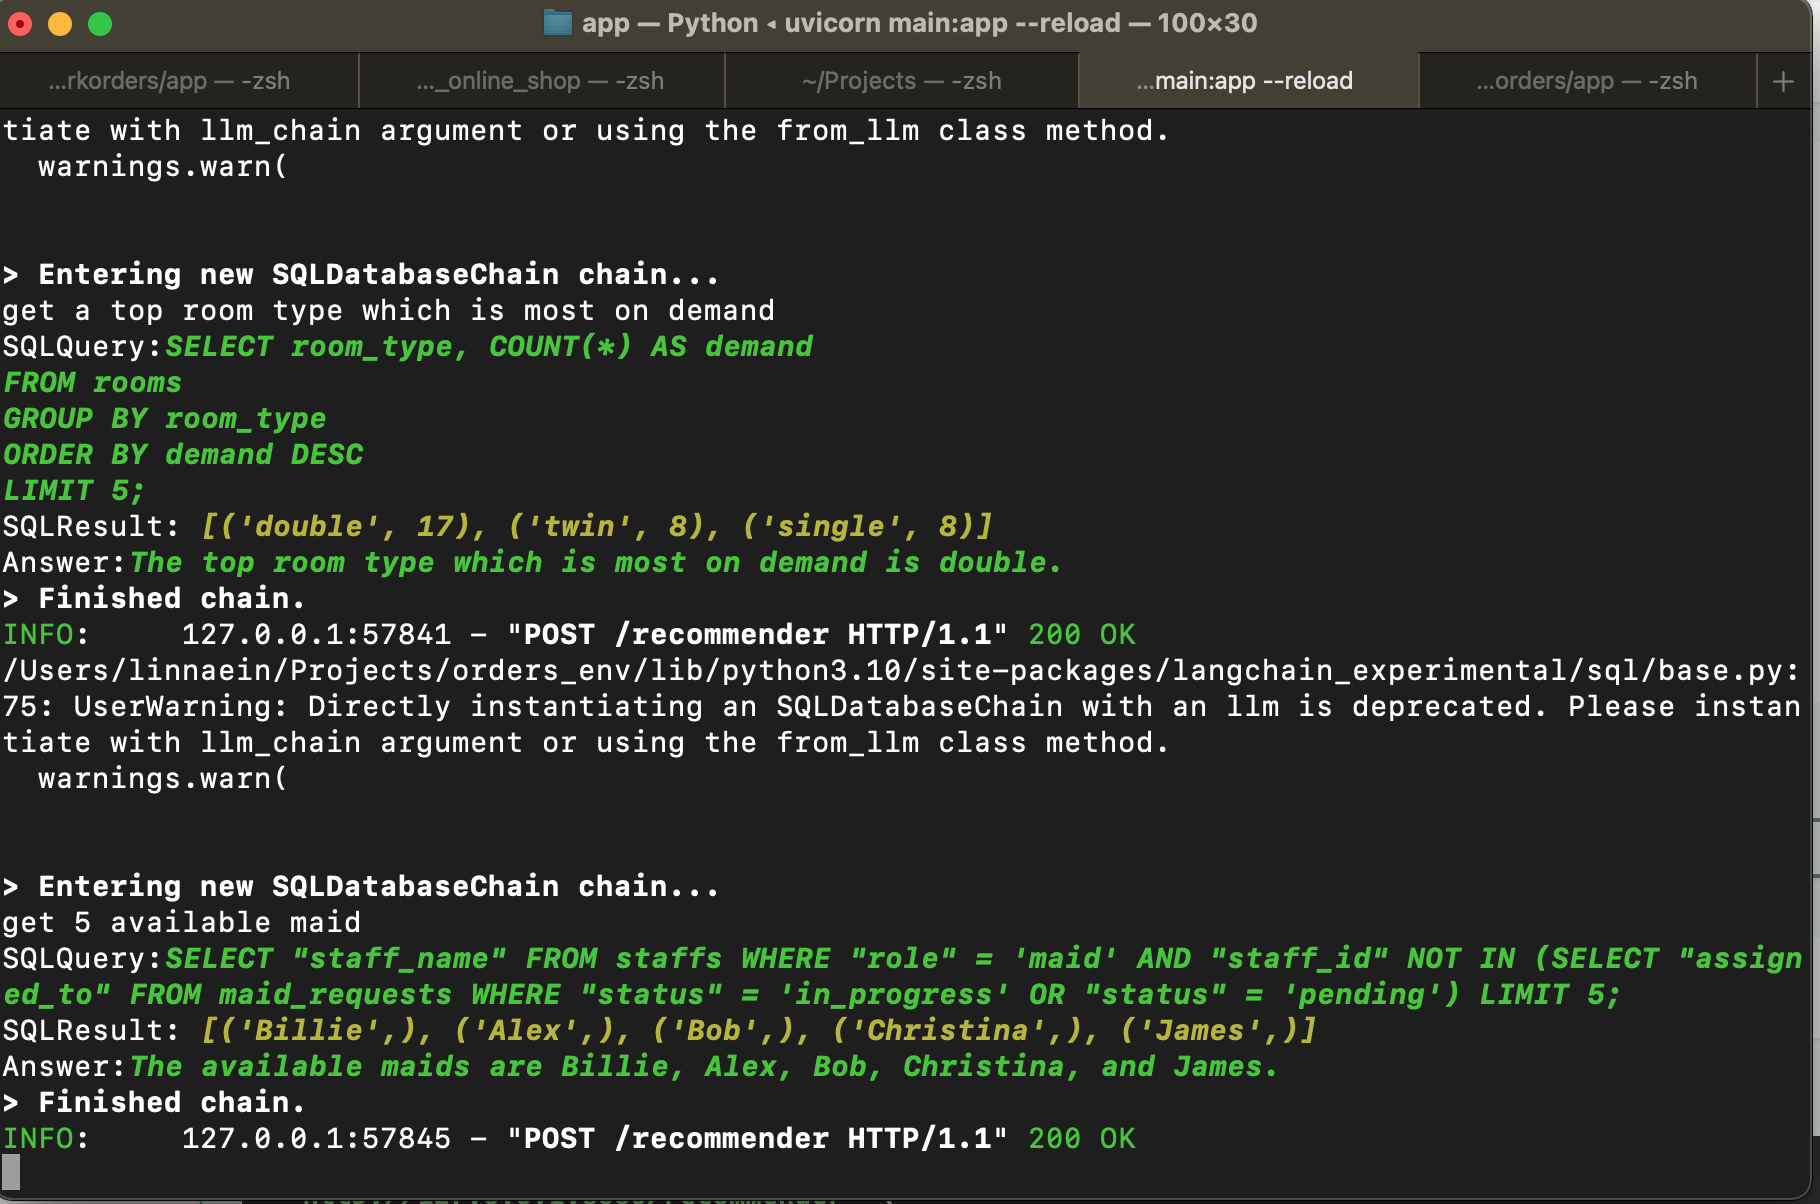 app — Python ◂ uvicorn main:app --reload — 100×30
...rkorders/app — -zsh
..._online_shop — -zsh
~/Projects — -zsh
...main:app --reload
...orders/app — -zsh
+
tiate with llm_chain argument or using the from_llm class method.
  warnings.warn(
> Entering new SQLDatabaseChain chain...
get a top room type which is most on demand
SQLQuery:SELECT room_type, COUNT(*) AS demand
FROM rooms
GROUP BY room_type
ORDER BY demand DESC
LIMIT 5;
SQLResult: [('double', 17), ('twin', 8), ('single', 8)]
Answer:The top room type which is most on demand is double.
> Finished chain.
INFO:     127.0.0.1:57841 - "POST /recommender HTTP/1.1" 200 OK
/Users/linnaein/Projects/orders_env/lib/python3.10/site-packages/langchain_experimental/sql/base.py:
75: UserWarning: Directly instantiating an SQLDatabaseChain with an llm is deprecated. Please instan
tiate with llm_chain argument or using the from_llm class method.
  warnings.warn(
> Entering new SQLDatabaseChain chain...
get 5 available maid
SQLQuery:SELECT "staff_name" FROM staffs WHERE "role" = 'maid' AND "staff_id" NOT IN (SELECT "assign
ed_to" FROM maid_requests WHERE "status" = 'in_progress' OR "status" = 'pending') LIMIT 5;
SQLResult: [('Billie',), ('Alex',), ('Bob',), ('Christina',), ('James',)]
Answer:The available maids are Billie, Alex, Bob, Christina, and James.
> Finished chain.
INFO:     127.0.0.1:57845 - "POST /recommender HTTP/1.1" 200 OK